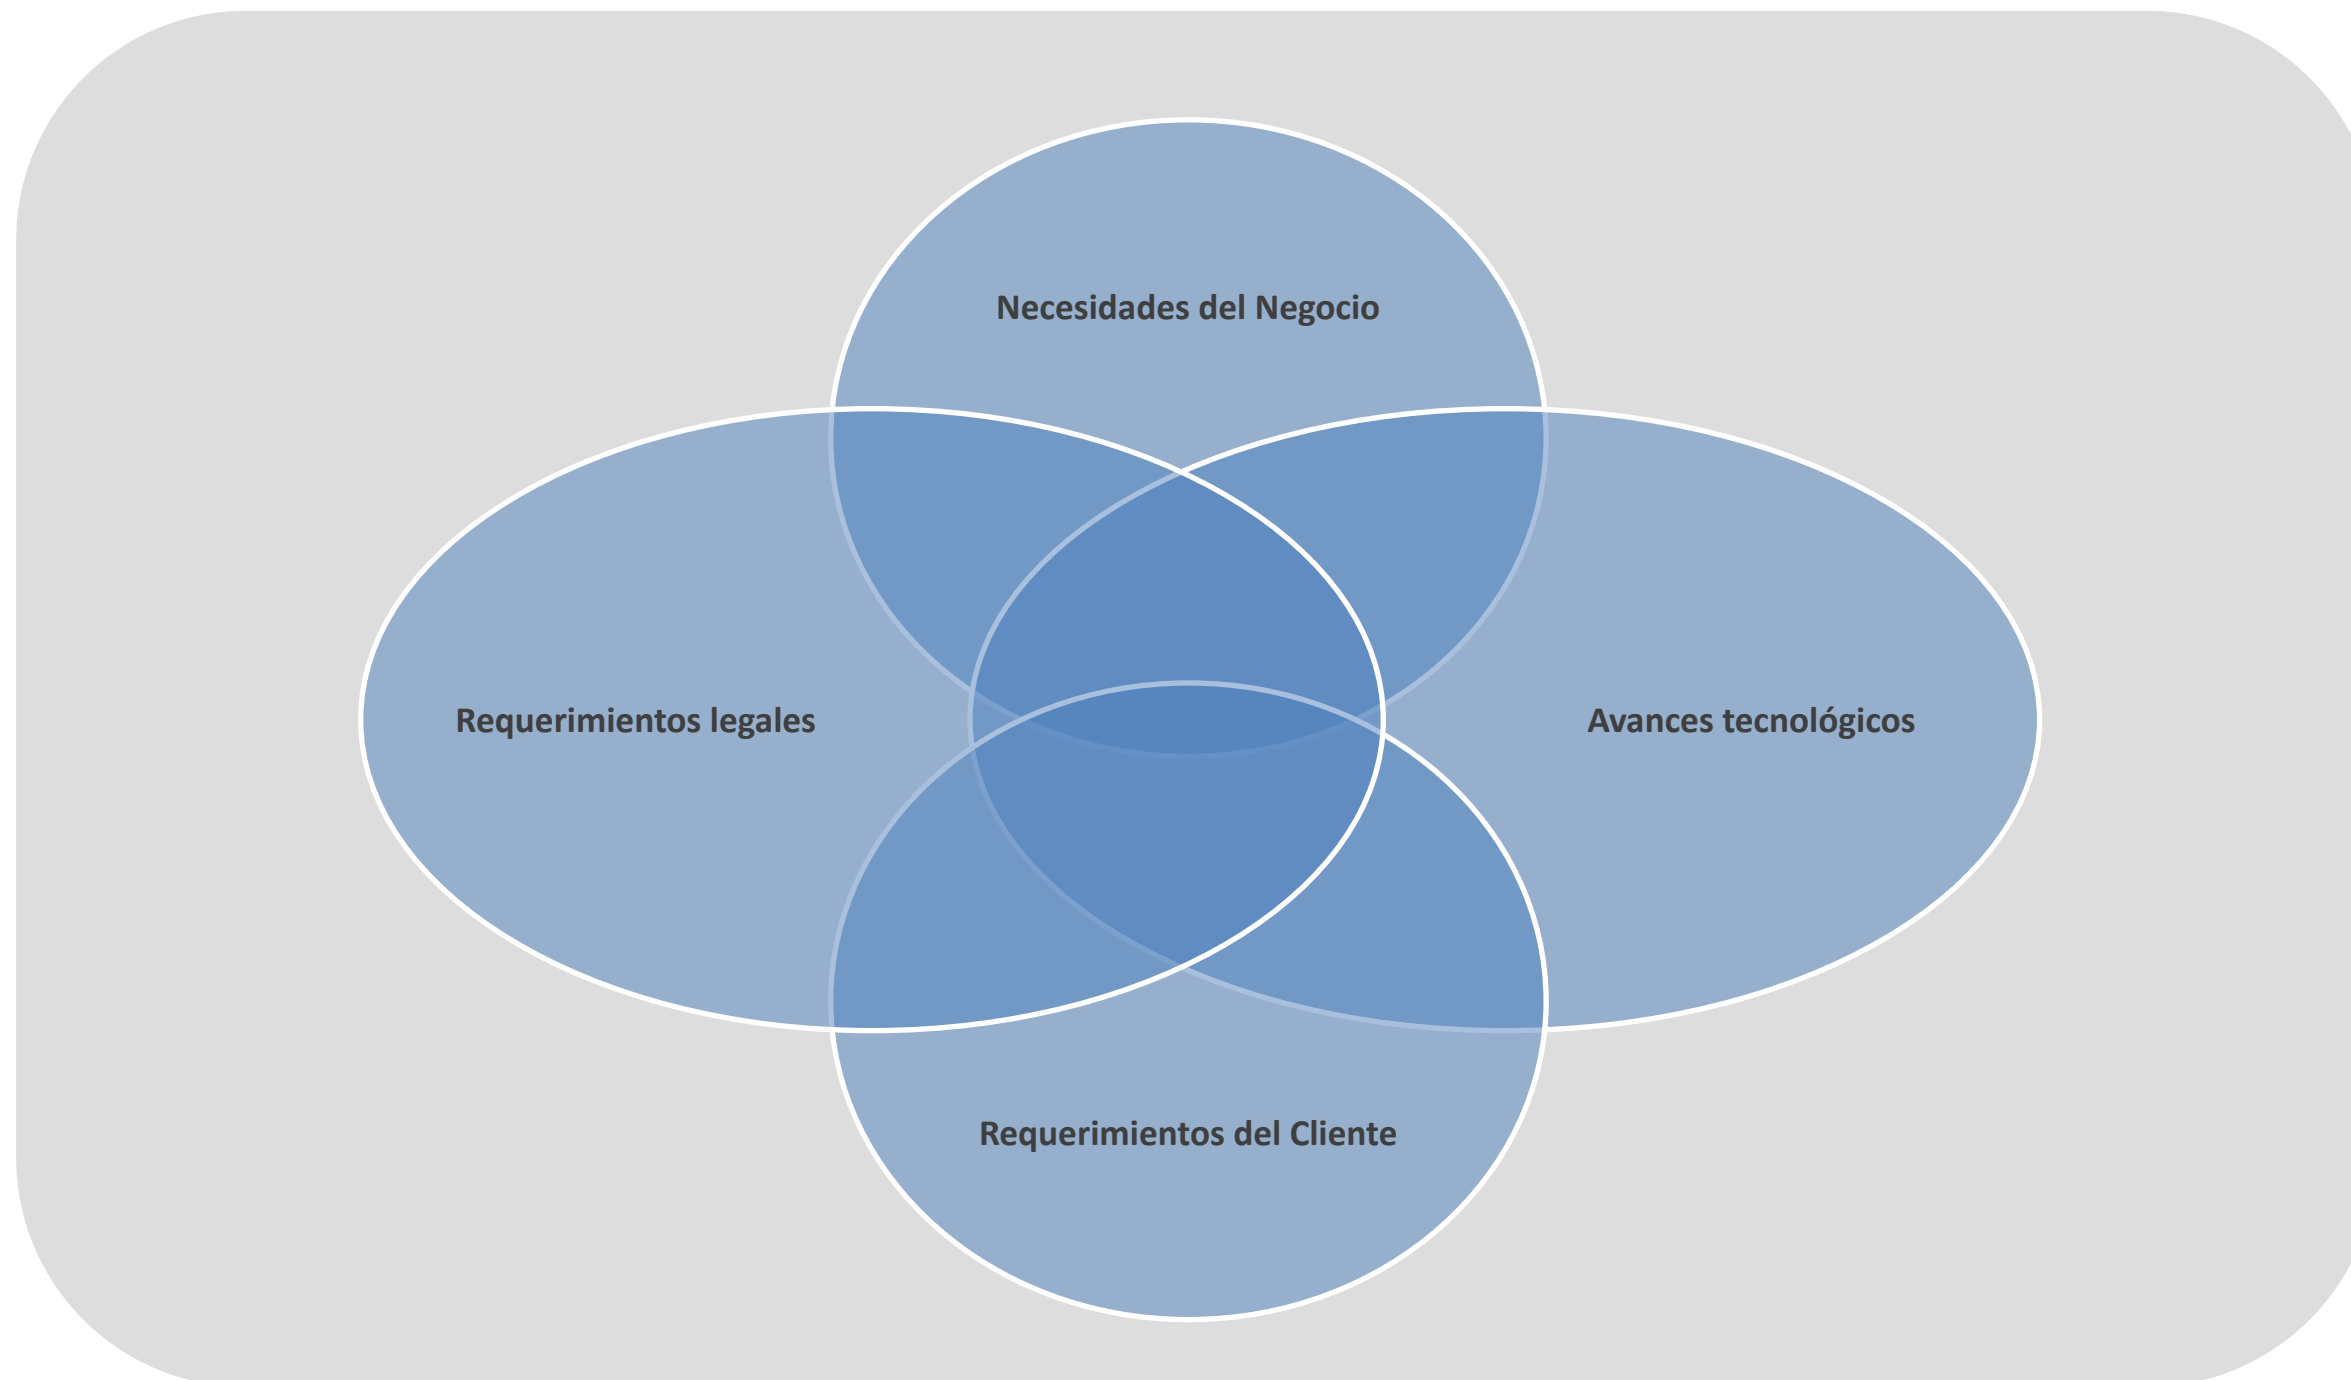 Necesidades del Negocio
Requerimientos legales
Avances tecnológicos
Requerimientos del Cliente